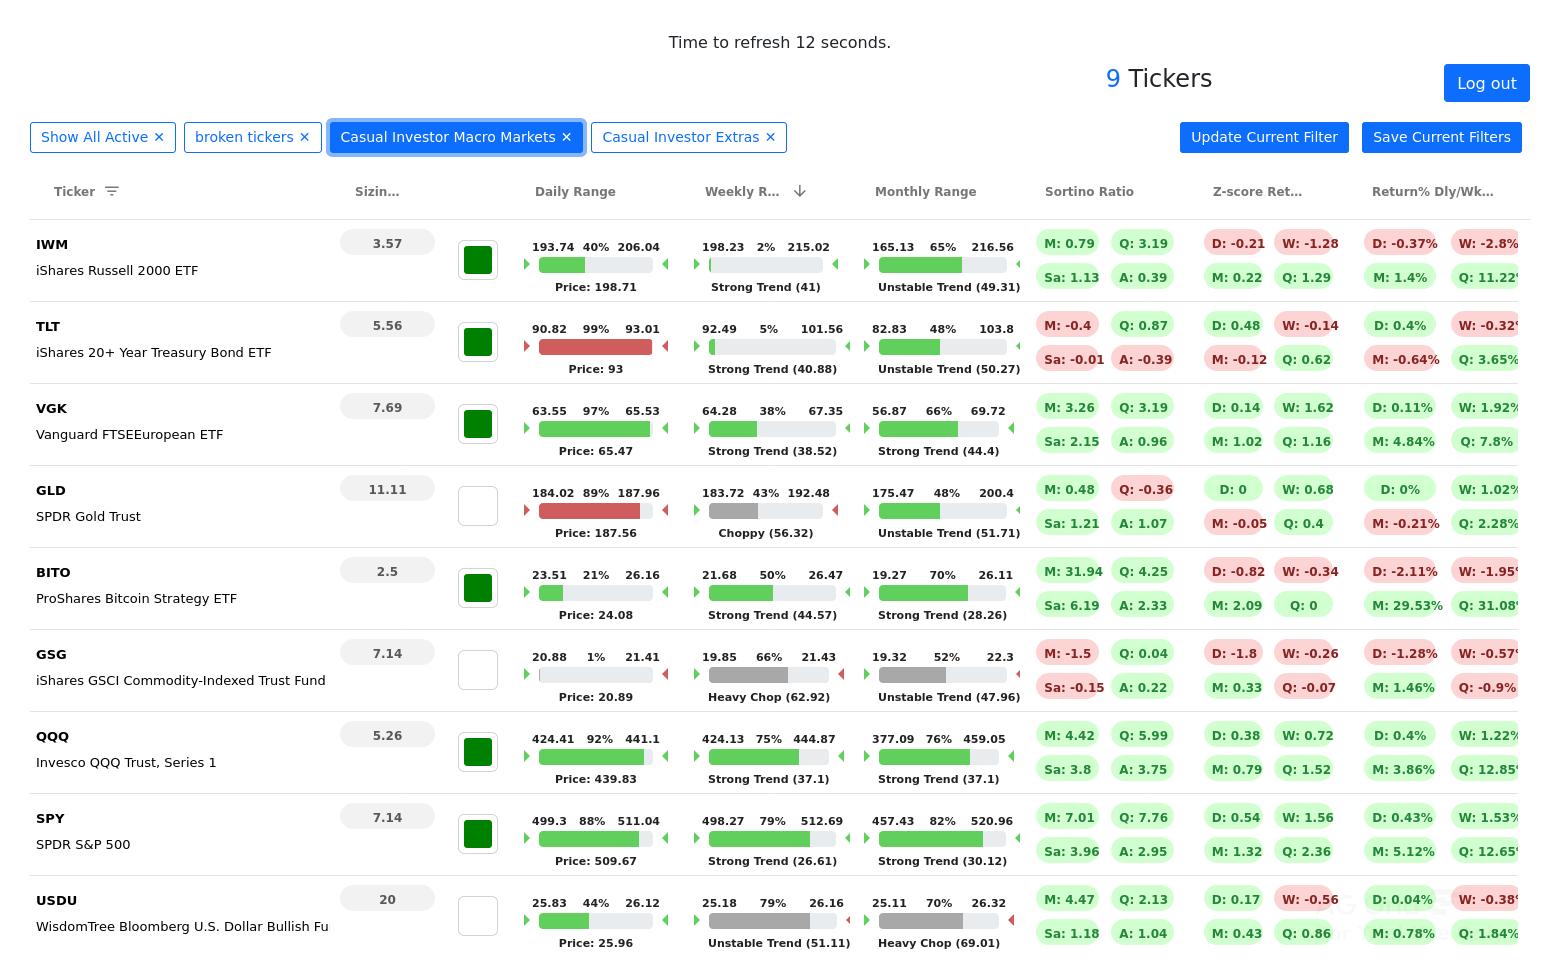 Time to refresh 12 seconds.
9 Tickers
Log out
Show All Active ✕ broken tickers ✕ Casual Investor Macro Markets ✕ Casual Investor Extras ✕ Update Current Filter Save Current Filters
Ticker Sizin… Daily Range Weekly R… Monthly Range Sortino Ratio Z-score Ret… Return% Dly/Wk…
IWM 3.57 193.74 40% 206.04 198.23 2% 215.02 165.13 65% 216.56 M: 0.79 Q: 3.19 D: -0.21 W: -1.28 D: -0.37% W: -2.8%
iShares Russell 2000 ETF Sa: 1.13 A: 0.39 M: 0.22 Q: 1.29 M: 1.4% Q: 11.22%
Price: 198.71 Strong Trend (41) Unstable Trend (49.31)
TLT 5.56 90.82 99% 93.01 92.49 5% 101.56 82.83 48% 103.8 M: -0.4 Q: 0.87 D: 0.48 W: -0.14 D: 0.4% W: -0.32%
iShares 20+ Year Treasury Bond ETF Sa: -0.01 A: -0.39 M: -0.12 Q: 0.62 M: -0.64% Q: 3.65%
Price: 93 Strong Trend (40.88) Unstable Trend (50.27)
VGK 7.69 63.55 97% 65.53 64.28 38% 67.35 56.87 66% 69.72 M: 3.26 Q: 3.19 D: 0.14 W: 1.62 D: 0.11% W: 1.92%
Vanguard FTSEEuropean ETF Sa: 2.15 A: 0.96 M: 1.02 Q: 1.16 M: 4.84% Q: 7.8%
Price: 65.47 Strong Trend (38.52) Strong Trend (44.4)
GLD 11.11 184.02 89% 187.96 183.72 43% 192.48 175.47 48% 200.4 M: 0.48 Q: -0.36 D: 0 W: 0.68 D: 0% W: 1.02%
SPDR Gold Trust Sa: 1.21 A: 1.07 M: -0.05 Q: 0.4 M: -0.21% Q: 2.28%
Price: 187.56 Choppy (56.32) Unstable Trend (51.71)
BITO 2.5 23.51 21% 26.16 21.68 50% 26.47 19.27 70% 26.11 M: 31.94 Q: 4.25 D: -0.82 W: -0.34 D: -2.11% W: -1.95%
ProShares Bitcoin Strategy ETF Sa: 6.19 A: 2.33 M: 2.09 Q: 0 M: 29.53% Q: 31.08%
Price: 24.08 Strong Trend (44.57) Strong Trend (28.26)
GSG 7.14 20.88 1% 21.41 19.85 66% 21.43 19.32 52% 22.3 M: -1.5 Q: 0.04 D: -1.8 W: -0.26 D: -1.28% W: -0.57%
iShares GSCI Commodity-Indexed Trust Fund Sa: -0.15 A: 0.22 M: 0.33 Q: -0.07 M: 1.46% Q: -0.9%
Price: 20.89 Heavy Chop (62.92) Unstable Trend (47.96)
QQQ 5.26 424.41 92% 441.1 424.13 75% 444.87 377.09 76% 459.05 M: 4.42 Q: 5.99 D: 0.38 W: 0.72 D: 0.4% W: 1.22%
Invesco QQQ Trust, Series 1 Sa: 3.8 A: 3.75 M: 0.79 Q: 1.52 M: 3.86% Q: 12.85%
Price: 439.83 Strong Trend (37.1) Strong Trend (37.1)
SPY 7.14 499.3 88% 511.04 498.27 79% 512.69 457.43 82% 520.96 M: 7.01 Q: 7.76 D: 0.54 W: 1.56 D: 0.43% W: 1.53%
SPDR S&P 500 Sa: 3.96 A: 2.95 M: 1.32 Q: 2.36 M: 5.12% Q: 12.65%
Price: 509.67 Strong Trend (26.61) Strong Trend (30.12)
USDU 20 25.83 44% 26.12 25.18 79% 26.16 25.11 70% 26.32 M: 4.47 Q: 2.13 D: 0.17 W: -0.56 D: 0.04% W: -0.38%
WisdomTree Bloomberg U.S. Dollar Bullish Fu Sa: 1.18 A: 1.04 M: 0.43 Q: 0.86 M: 0.78% Q: 1.84%
Price: 25.96 Unstable Trend (51.11) Heavy Chop (69.01)